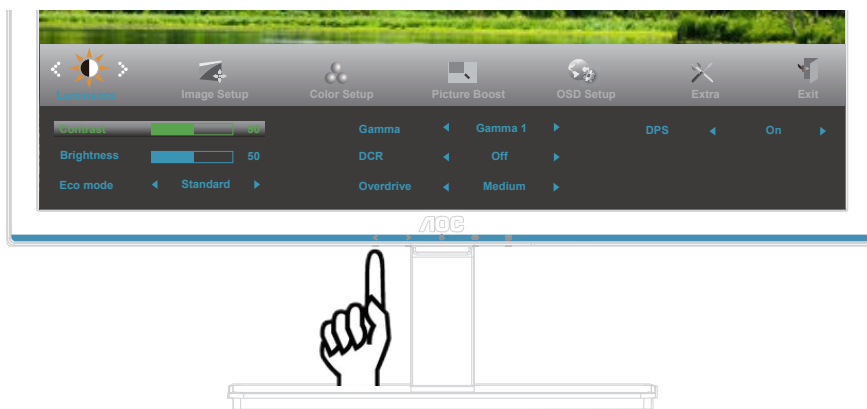 Luminance Image Setup Color Setup Picture Boost OSD Setup Extra Exit
Contrast 50 Gamma Gamma 1 DPS On
Brightness 50 DCR Off
Eco mode Standard Overdrive Medium
AOC